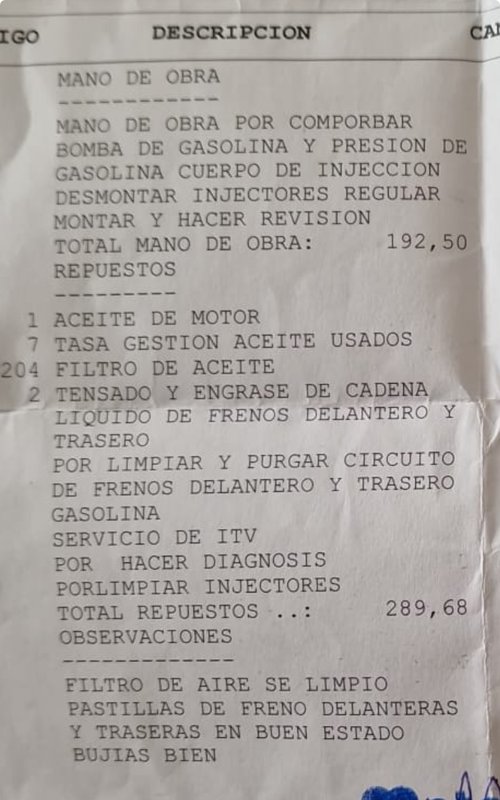 IGO DESCRIPCION CA
MANO DE OBRA
------------
MANO DE OBRA POR COMPORBAR
BOMBA DE GASOLINA Y PRESION DE
GASOLINA CUERPO DE INJECCION
DESMONTAR INJECTORES REGULAR
MONTAR Y HACER REVISION
TOTAL MANO DE OBRA: 192,50
REPUESTOS
---------
1 ACEITE DE MOTOR
7 TASA GESTION ACEITE USADOS
204 FILTRO DE ACEITE
2 TENSADO Y ENGRASE DE CADENA
LIQUIDO DE FRENOS DELANTERO Y
TRASERO
POR LIMPIAR Y PURGAR CIRCUITO
DE FRENOS DELANTERO Y TRASERO
GASOLINA
SERVICIO DE ITV
POR HACER DIAGNOSIS
PORLIMPIAR INJECTORES
TOTAL REPUESTOS ..: 289,68
OBSERVACIONES
-------------
FILTRO DE AIRE SE LIMPIO
PASTILLAS DE FRENO DELANTERAS
Y TRASERAS EN BUEN ESTADO
BUJIAS BIEN